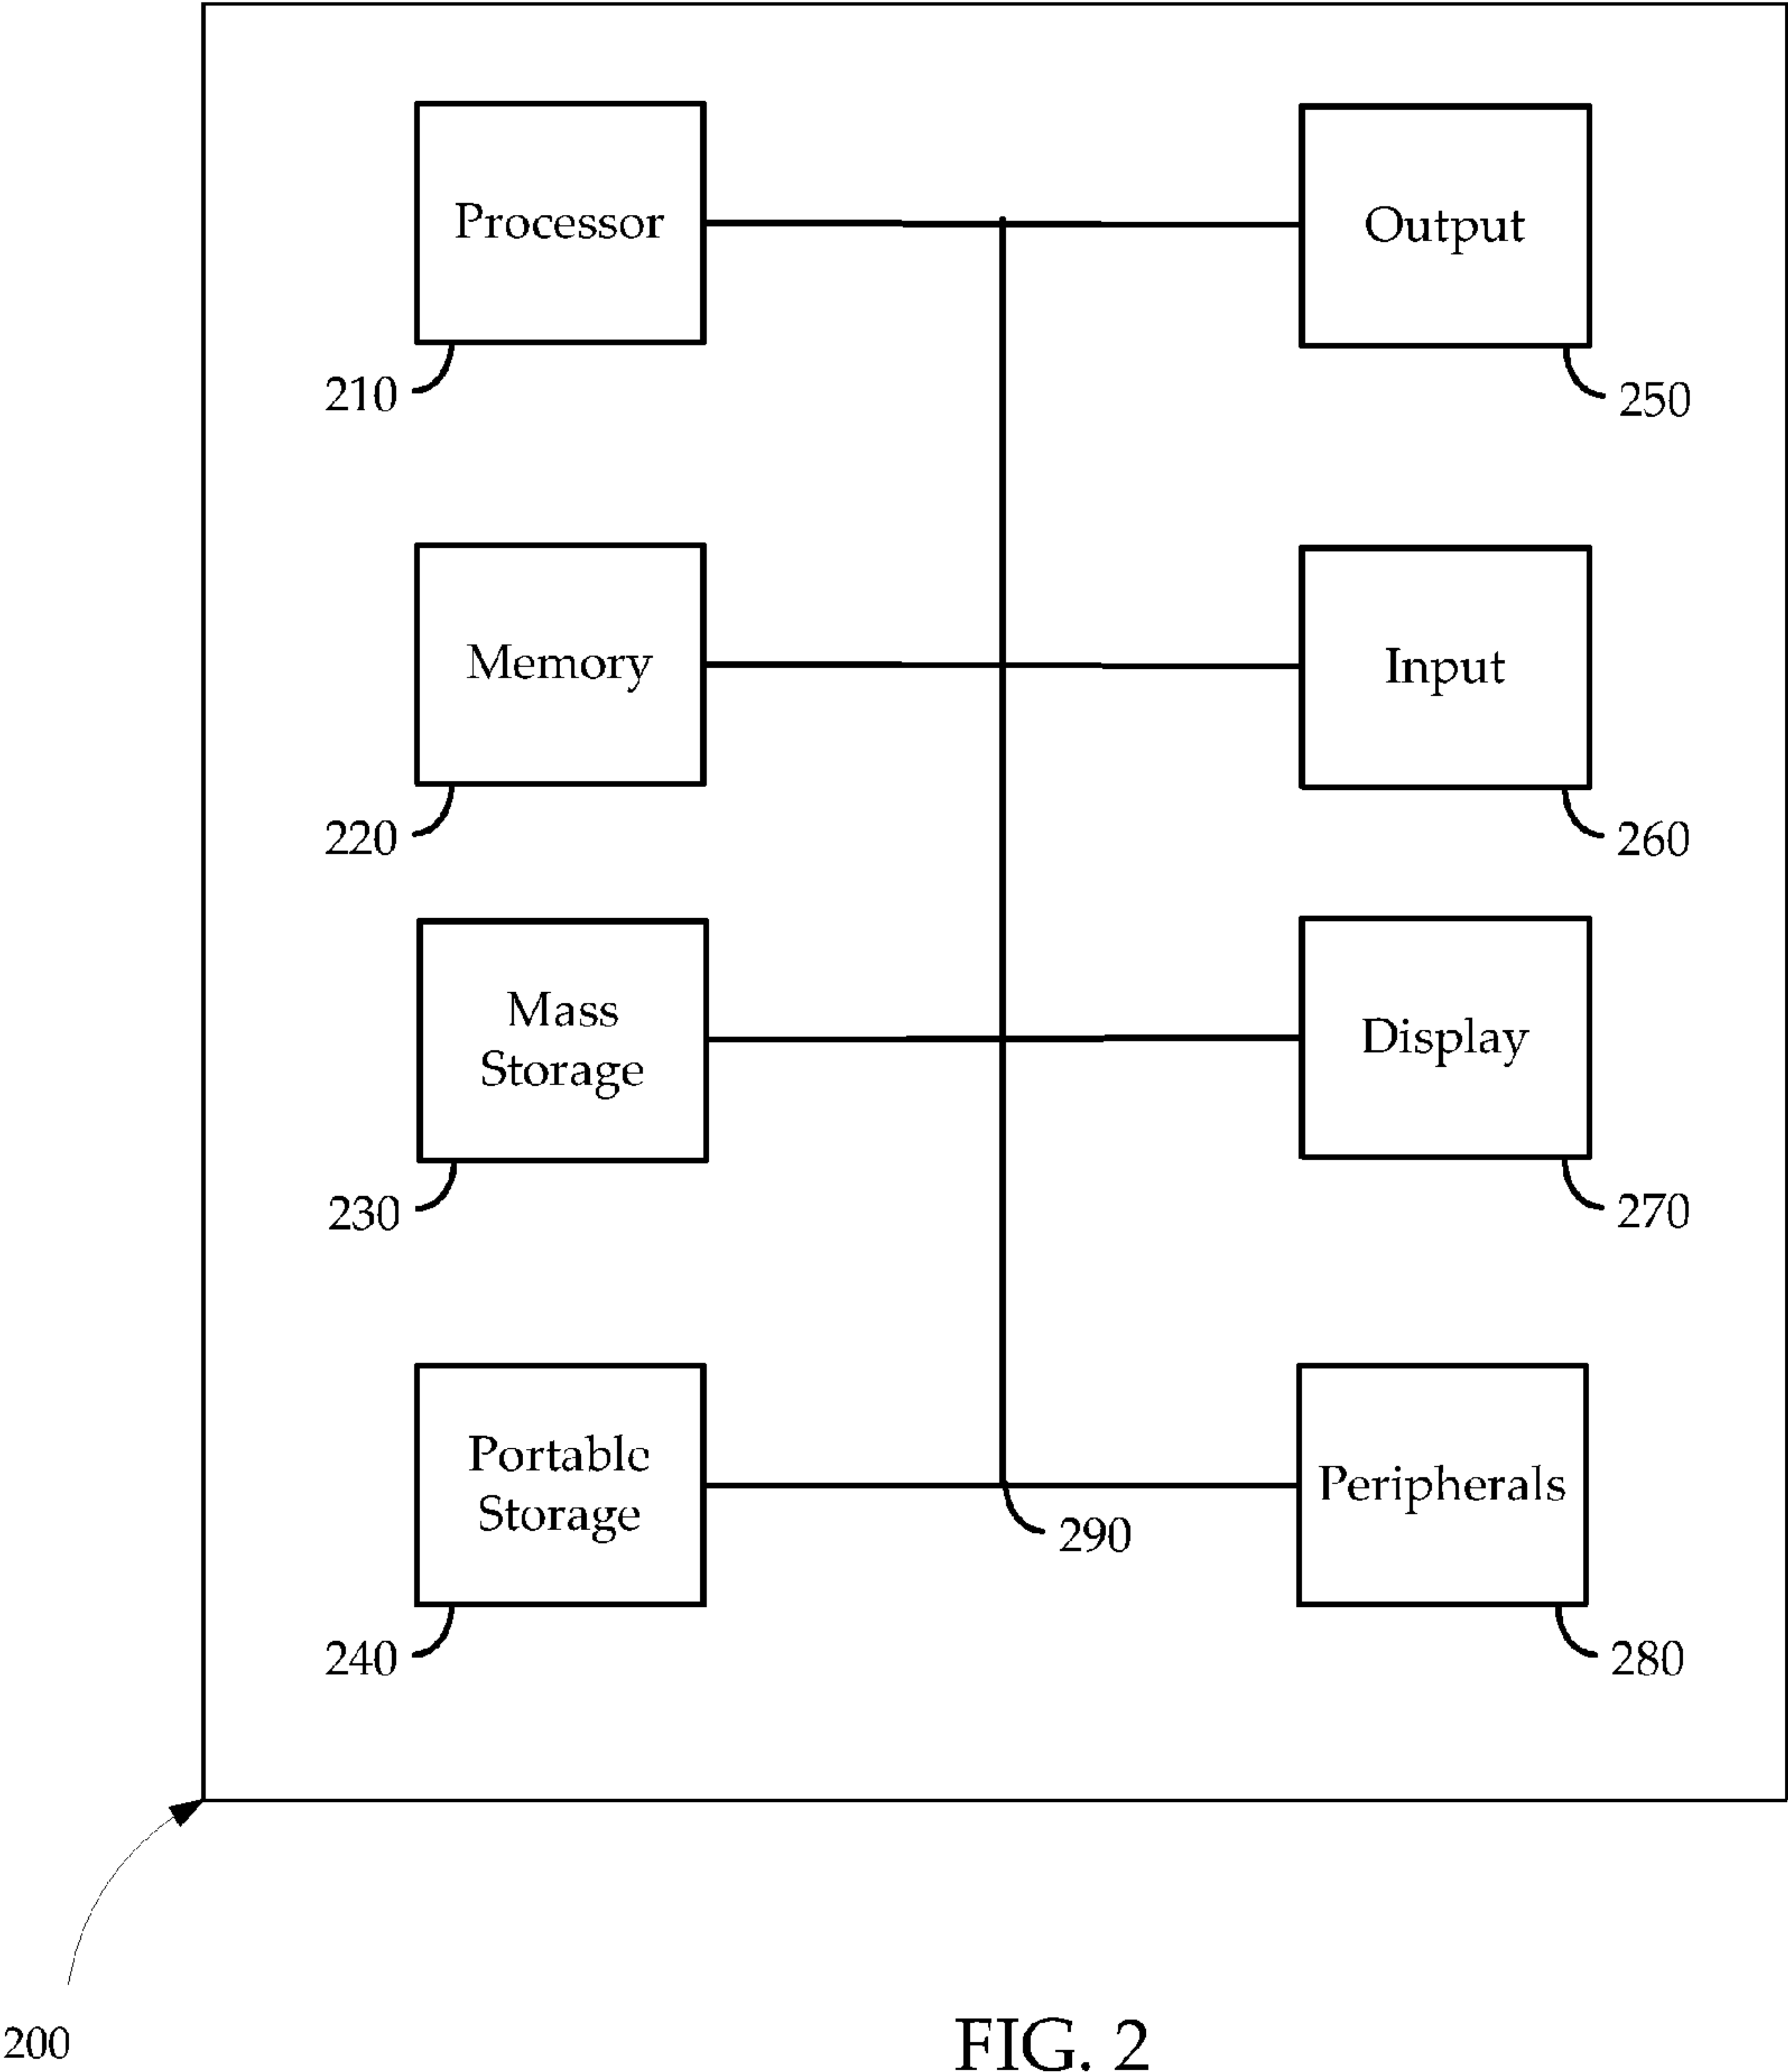 Processor
Output
210
250
Memory
Input
220
260
Mass
Storage
Display
230
270
Portable
Storage
Peripherals
290
240
280
200
FIG. 2